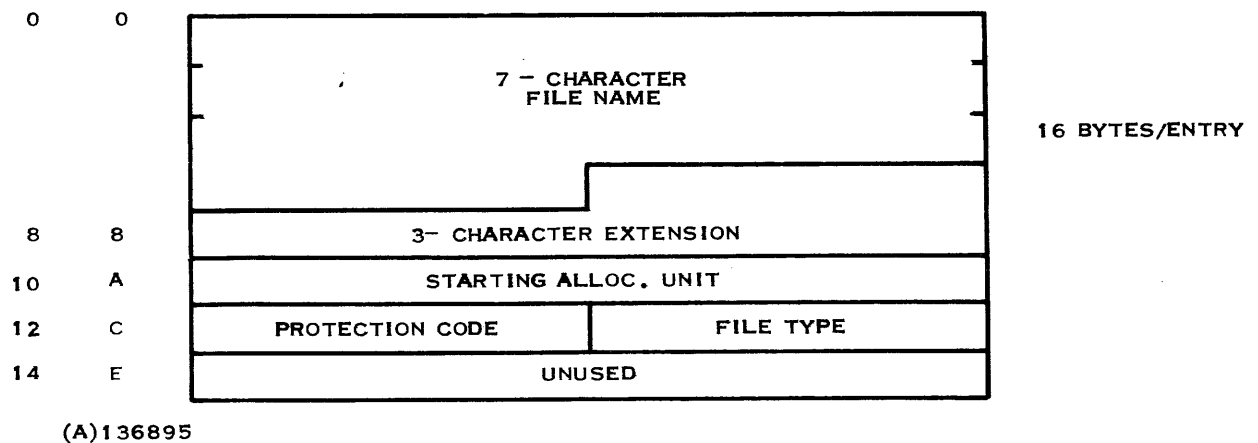 0 0
7 - CHARACTER
FILE NAME
16 BYTES/ENTRY
8 8 3- CHARACTER EXTENSION
10 A STARTING ALLOC. UNIT
12 C PROTECTION CODE FILE TYPE
14 E UNUSED
(A)136895